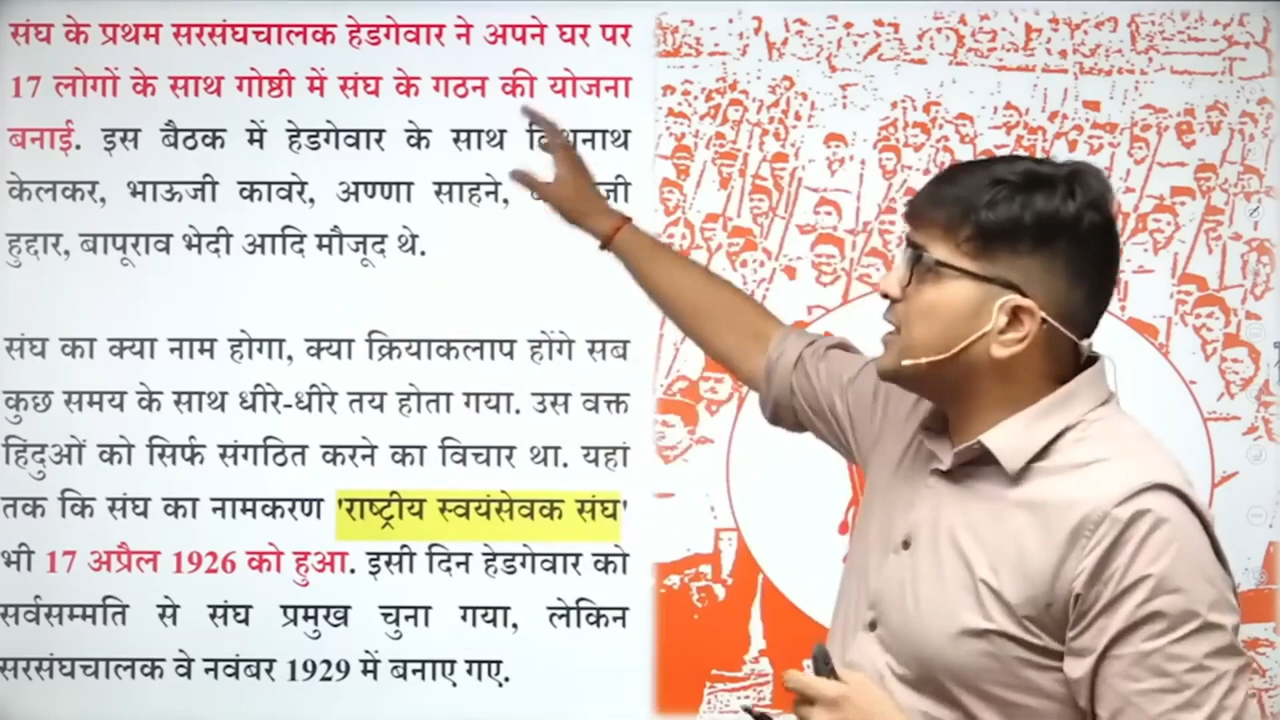 संघ के प्रथम सरसंघचालक हेडगेवार ने अपने घर पर
17 लोगों के साथ गोष्ठी में संघ के गठन की योजना
बनाई. इस बैठक में हेडगेवार के साथ
केलकर, भाऊजी कावरे, अण्णा साहने,
हुद्दार, बापूराव भेदी आदि मौजूद थे.
संघ का क्या नाम होगा, क्या क्रियाकलाप होंगे सब
कुछ समय के साथ धीरे-धीरे तय होता गया. उस वक्त
हिंदुओं को सिर्फ संगठित करने का विचार था. यहां
तक कि संघ का नामकरण 'राष्ट्रीय स्वयंसेवक संघ'
भी 17 अप्रैल 1926 को हुआ. इसी दिन हेडगेवार को
सर्वसम्मति से संघ प्रमुख चुना गया, लेकिन
सरसंघचालक वे नवंबर 1929 में बनाए गए.